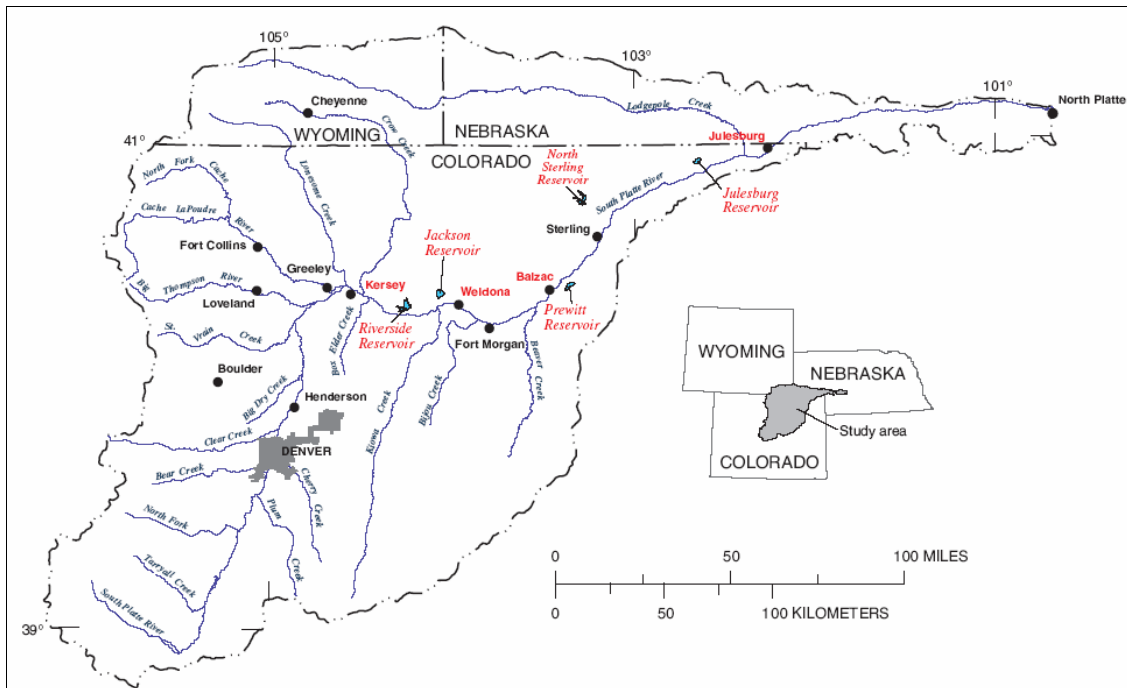 105°
103°
101°
North Platte
Cheyenne
Lodgepole Creek
Crow Creek
WYOMING
NEBRASKA
41°
COLORADO
Julesburg
North Fork Cache
Lonesome Creek
North
Sterling
Reservoir
South Platte River
Julesburg
Reservoir
Cache LaPoudre River
Fort Collins
Jackson
Reservoir
Sterling
Greeley
Big Thompson River
Kersey
Weldona
Balzac
Loveland
Riverside
Reservoir
Prewitt
Reservoir
St. Vrain Creek
Box Elder Creek
Fort Morgan
Beaver Creek
WYOMING
NEBRASKA
Boulder
Big Dry Creek
Henderson
Kiowa Creek
Bijou Creek
Study area
Clear Creek
DENVER
COLORADO
Bear Creek
Cherry Creek
Plum Creek
North Fork
Tarryall Creek
South Platte River
39°
0 50 100 MILES
0 50 100 KILOMETERS